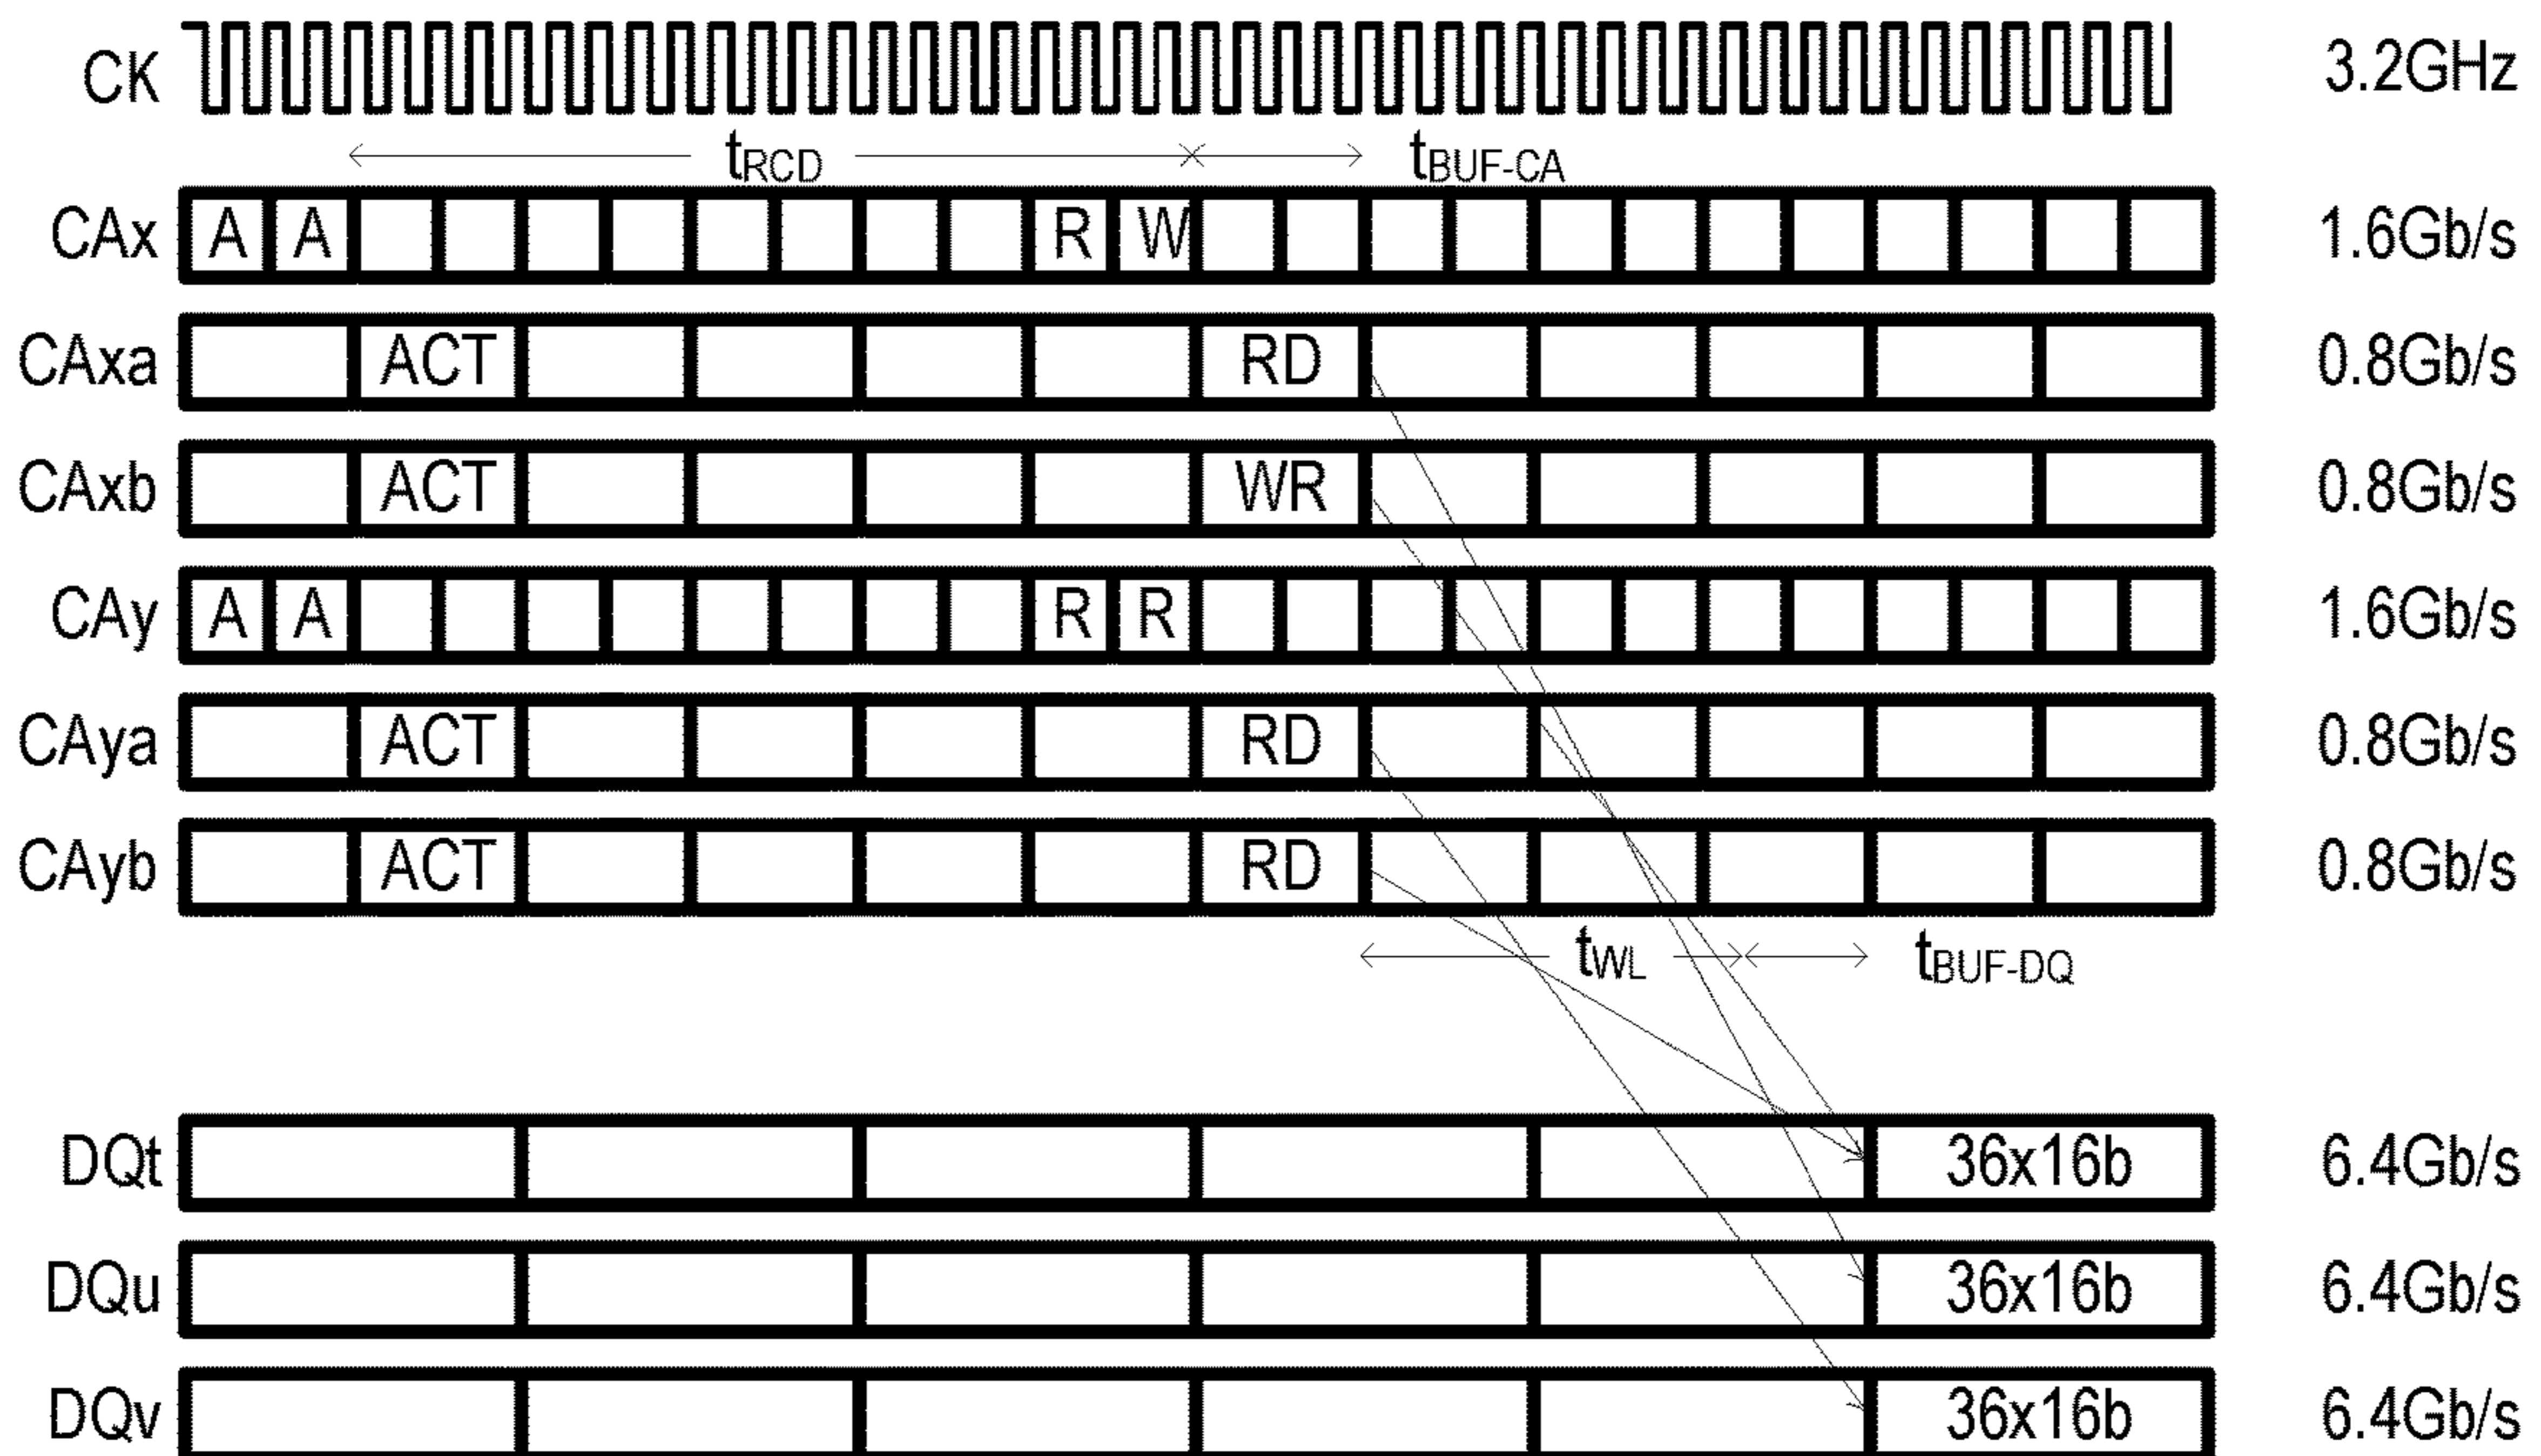 CK 3.2GHz
tRCD tBUF-CA
CAx A A R W 1.6Gb/s
CAxa ACT RD 0.8Gb/s
CAxb ACT WR 0.8Gb/s
CAy A A R R 1.6Gb/s
CAya ACT RD 0.8Gb/s
CAyb ACT RD 0.8Gb/s
tWL tBUF-DQ
DQt 36x16b 6.4Gb/s
DQu 36x16b 6.4Gb/s
DQv 36x16b 6.4Gb/s